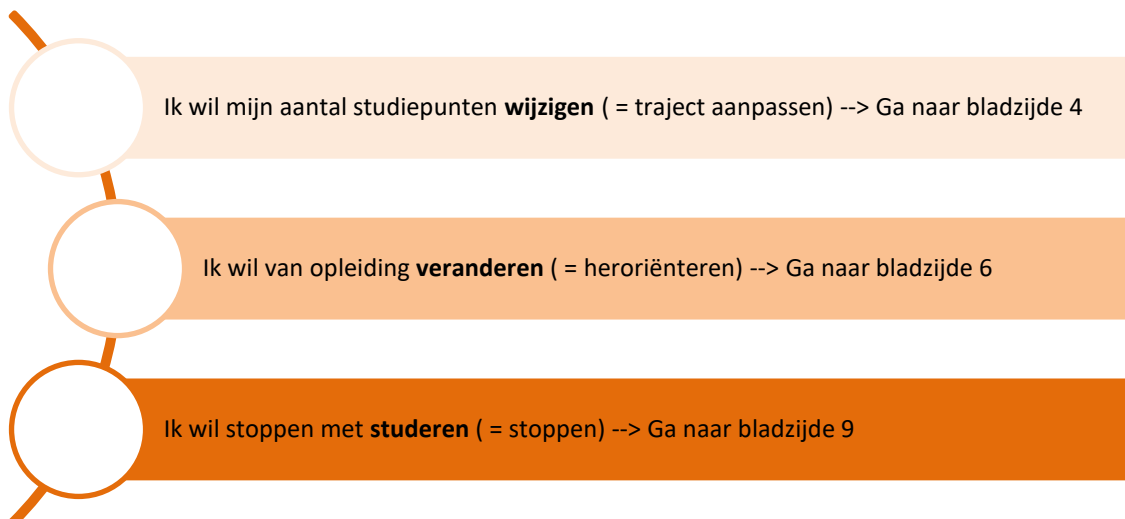 Ik wil mijn aantal studiepunten wijzigen ( = traject aanpassen) --> Ga naar bladzijde 4
Ik wil van opleiding veranderen ( = heroriënteren) --> Ga naar bladzijde 6
Ik wil stoppen met studeren ( = stoppen) --> Ga naar bladzijde 9